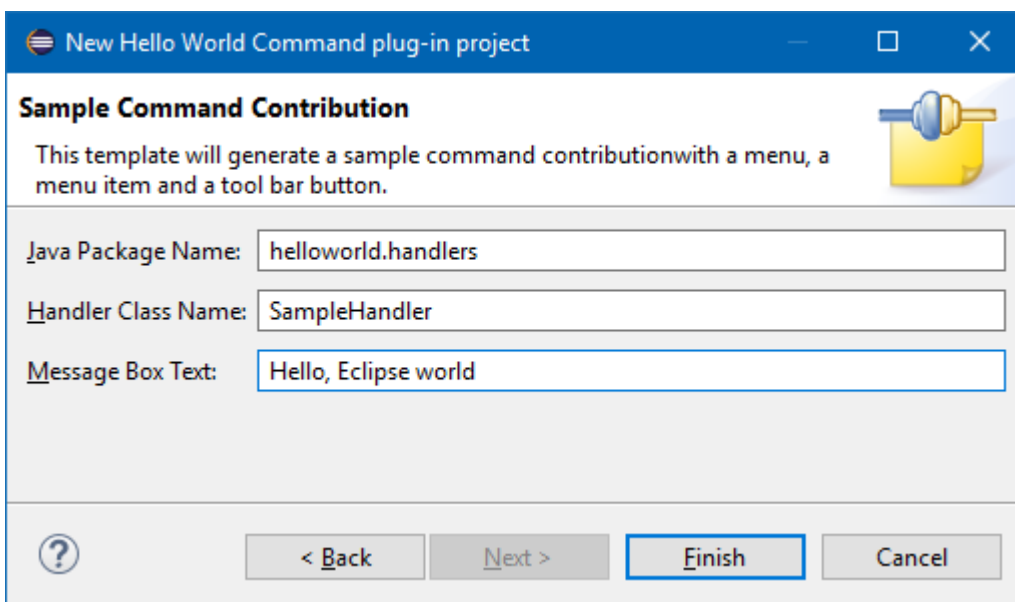 New Hello World Command plug-in project
Sample Command Contribution
This template will generate a sample command contributionwith a menu, a
menu item and a tool bar button.
Java Package Name: helloworld.handlers
Handler Class Name: SampleHandler
Message Box Text: Hello, Eclipse world
? < Back Next > Finish Cancel